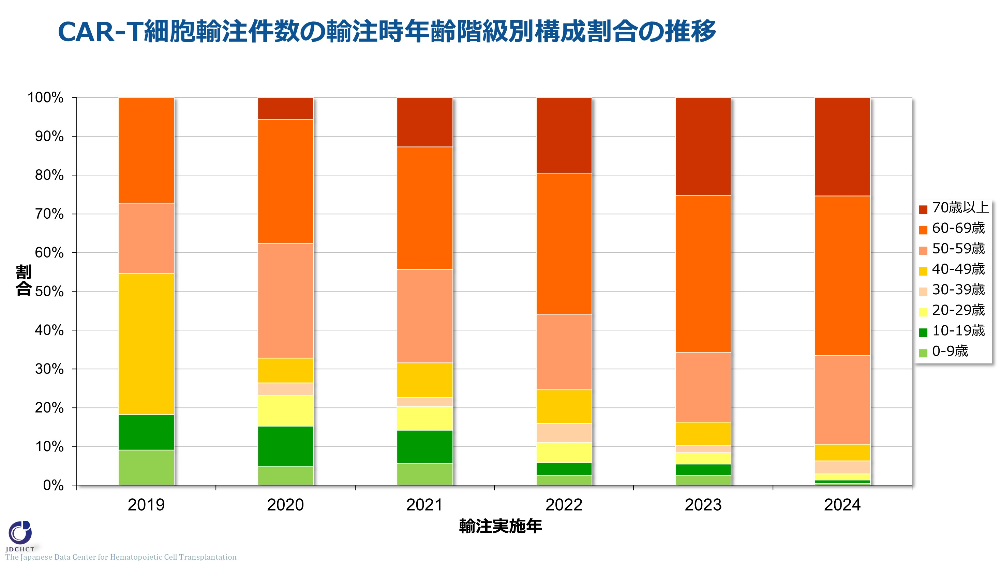 CAR-T細胞輸注件数の輸注時年齢階級別構成割合の推移
100%
90%
80%
70%
60%
50%
40%
30%
20%
10%
0%
割合
2019
2020
2021
2022
2023
2024
輸注実施年
70歳以上
60-69歳
50-59歳
40-49歳
30-39歳
20-29歳
10-19歳
0-9歳
JDCHCT
The Japanese Data Center for Hematopoietic Cell Transplantation